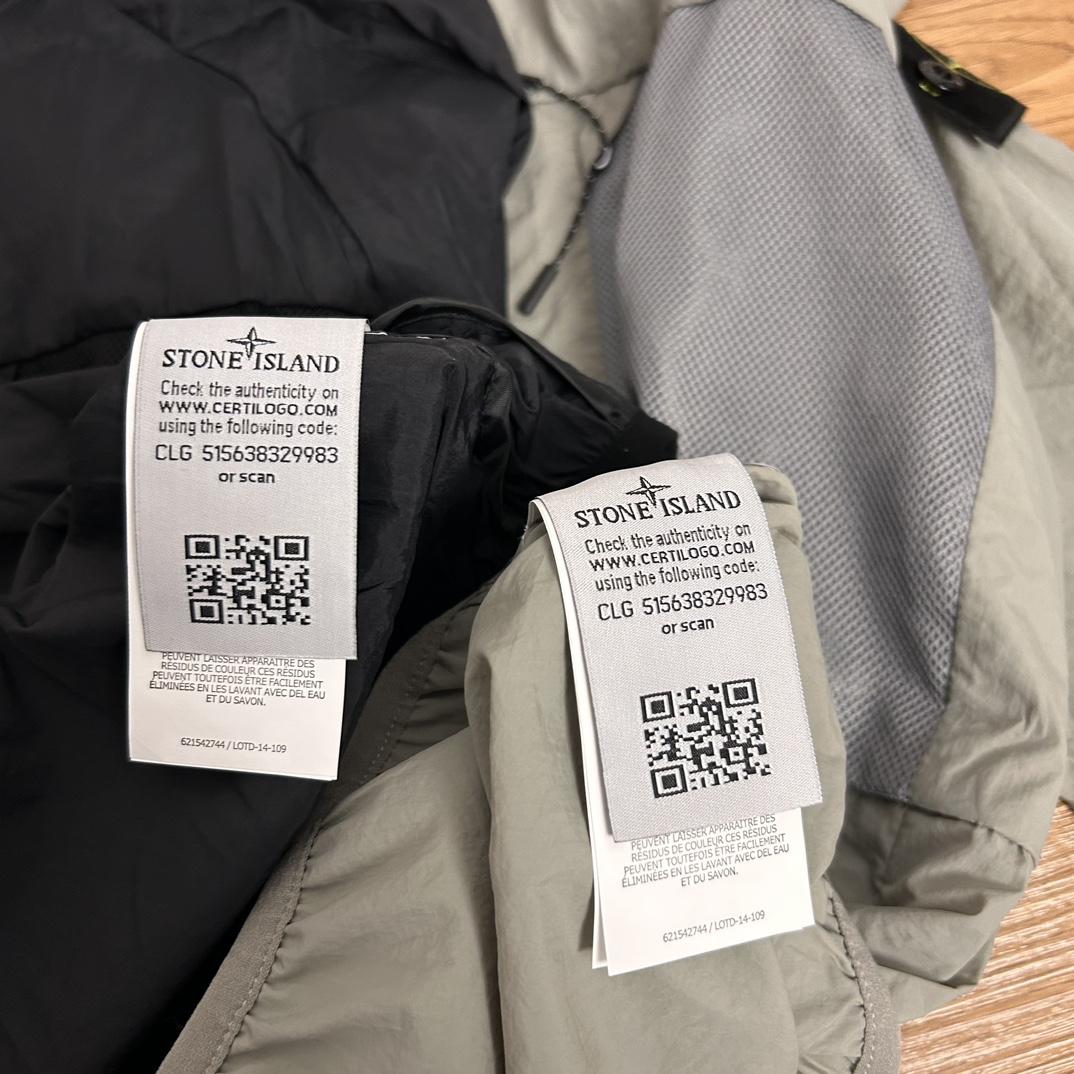 STONE ISLAND
Check the authenticity on
WWW.CERTILOGO.COM
using the following code:
CLG 515638329983
or scan
PEUVENT LAISSER APPARAÎTRE DES
RÉSIDUS DE COULEUR CES RÉSIDUS
PEUVENT TOUTEFOIS ÊTRE FACILEMENT
ÉLIMINÉES EN LES LAVANT AVEC DEL EAU
ET DU SAVON.
621542744 / LOTD-14-109
STONE ISLAND
Check the authenticity on
WWW.CERTILOGO.COM
using the following code:
CLG 515638329983
or scan
PEUVENT LAISSER APPARAÎTRE DES
RÉSIDUS DE COULEUR CES RÉSIDUS
PEUVENT TOUTEFOIS ÊTRE FACILEMENT
ÉLIMINÉES EN LES LAVANT AVEC DEL EAU
ET DU SAVON.
621542744 / LOTD-14-109